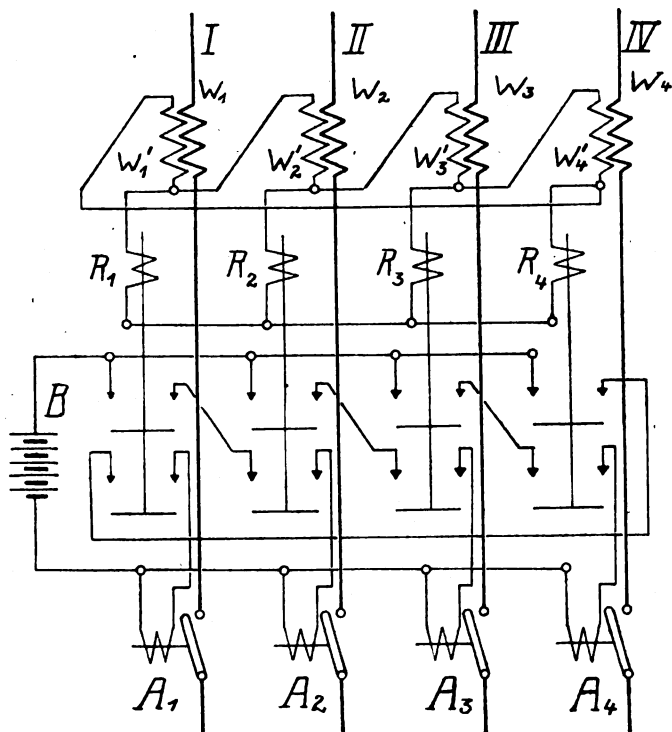 I II III IV
W₁ W₂ W₃ W₄
W₁' W₂' W₃' W₄'
R₁ R₂ R₃ R₄
B
A₁ A₂ A₃ A₄